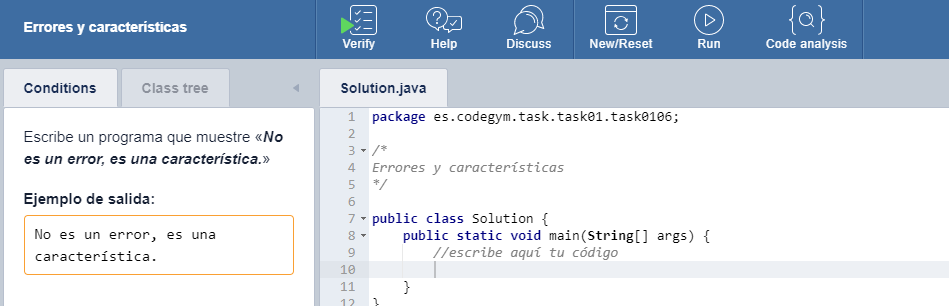 Errores y características
Verify
Help
Discuss
New/Reset
Run
Code analysis
Conditions
Class tree
Escribe un programa que muestre «No
es un error, es una característica.»
Ejemplo de salida:
No es un error, es una
característica.
Solution.java
1 package es.codegym.task.task01.task0106;
2
3 /*
4 Errores y características
5 */
6
7 public class Solution {
8     public static void main(String[] args) {
9         //escribe aquí tu código
10
11     }
12 }